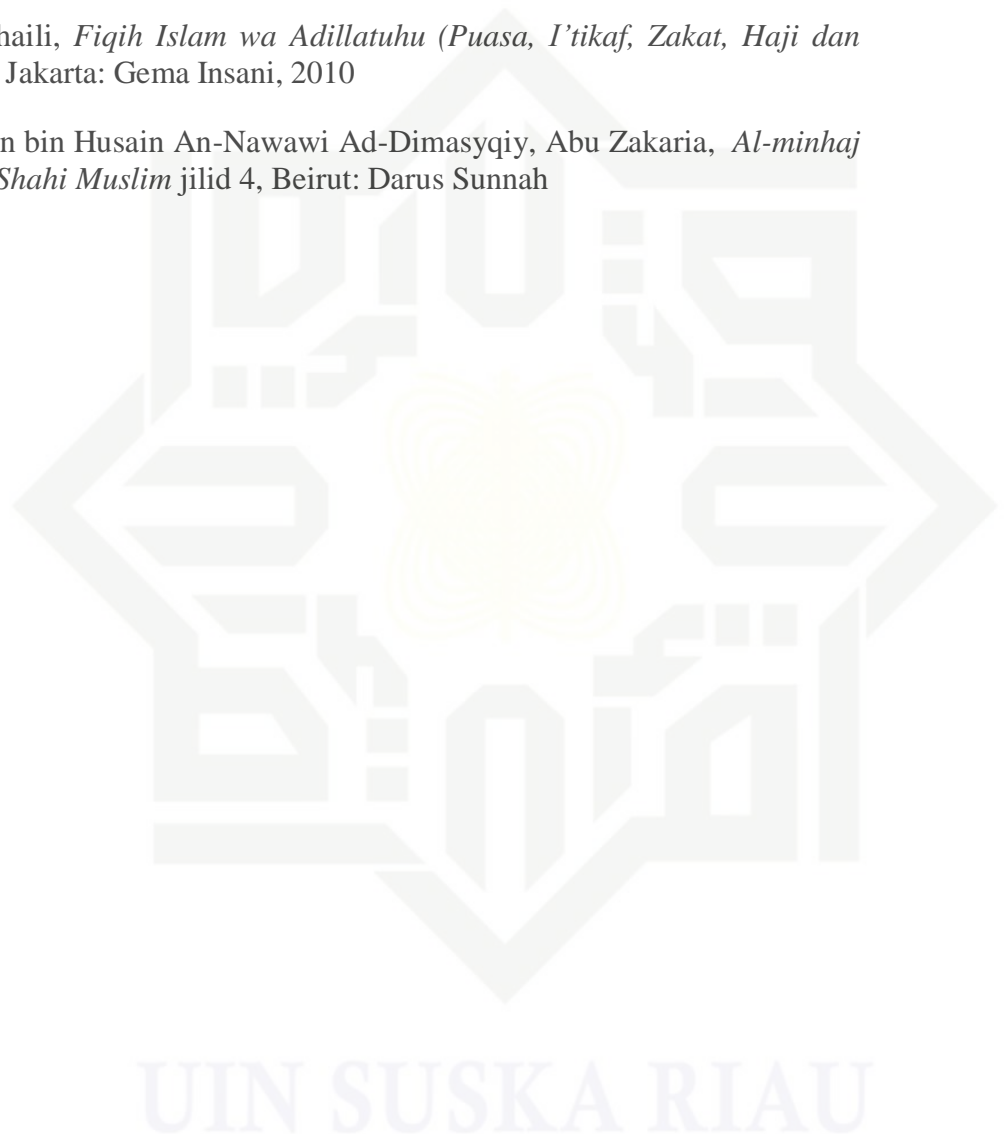 haili, Fiqih Islam wa Adillatuhu (Puasa, I’tikaf, Zakat, Haji dan
Jakarta: Gema Insani, 2010
n bin Husain An-Nawawi Ad-Dimasyqiy, Abu Zakaria, Al-minhaj
Shahi Muslim jilid 4, Beirut: Darus Sunnah
UIN SUSKA RIAU